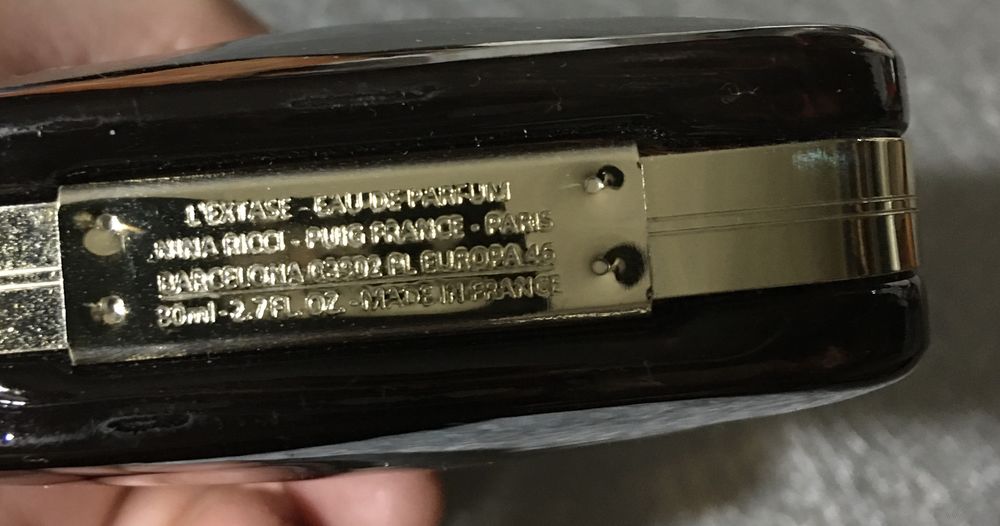 L'EXTASE - EAU DE PARFUM
NINA RICCI - PUIG FRANCE - PARIS
BARCELONA 08902 PL EUROPA 46
80ml - 2.7FL. OZ - MADE IN FRANCE